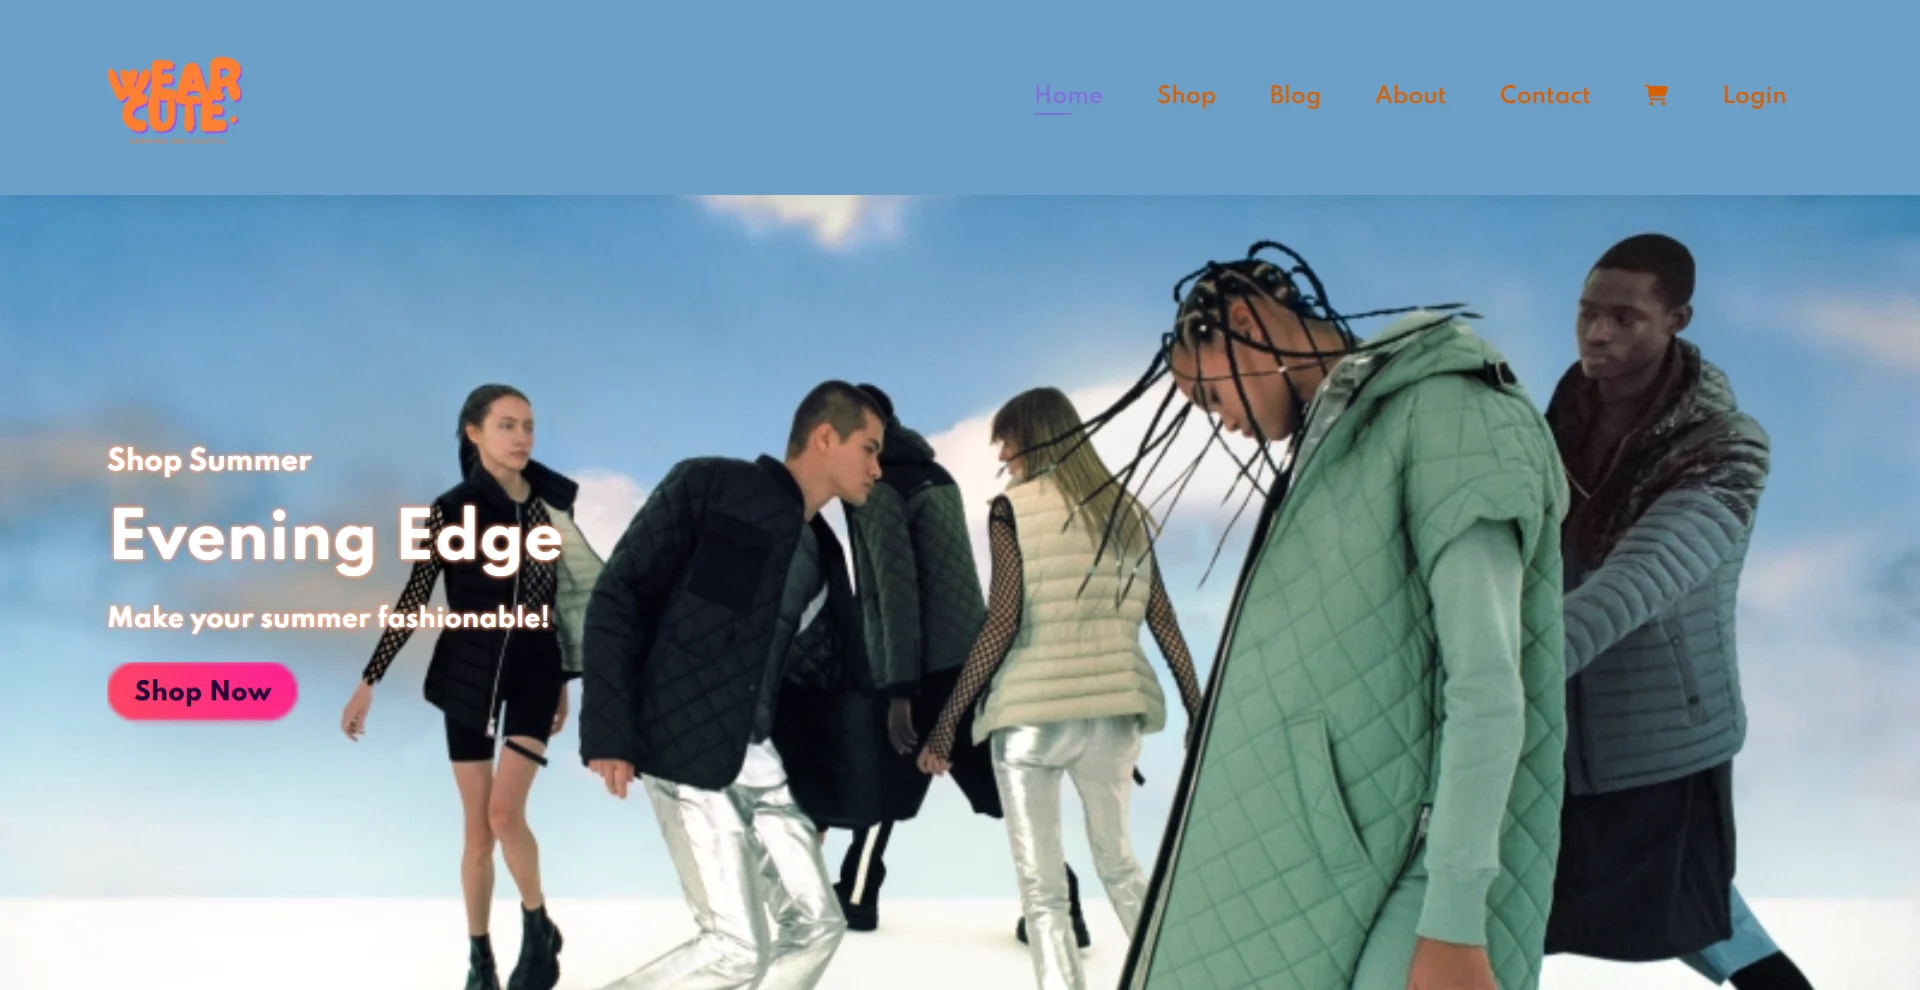 WEAR
CUTE.
Home Shop Blog About Contact Login
Shop Summer
Evening Edge
Make your summer fashionable!
Shop Now